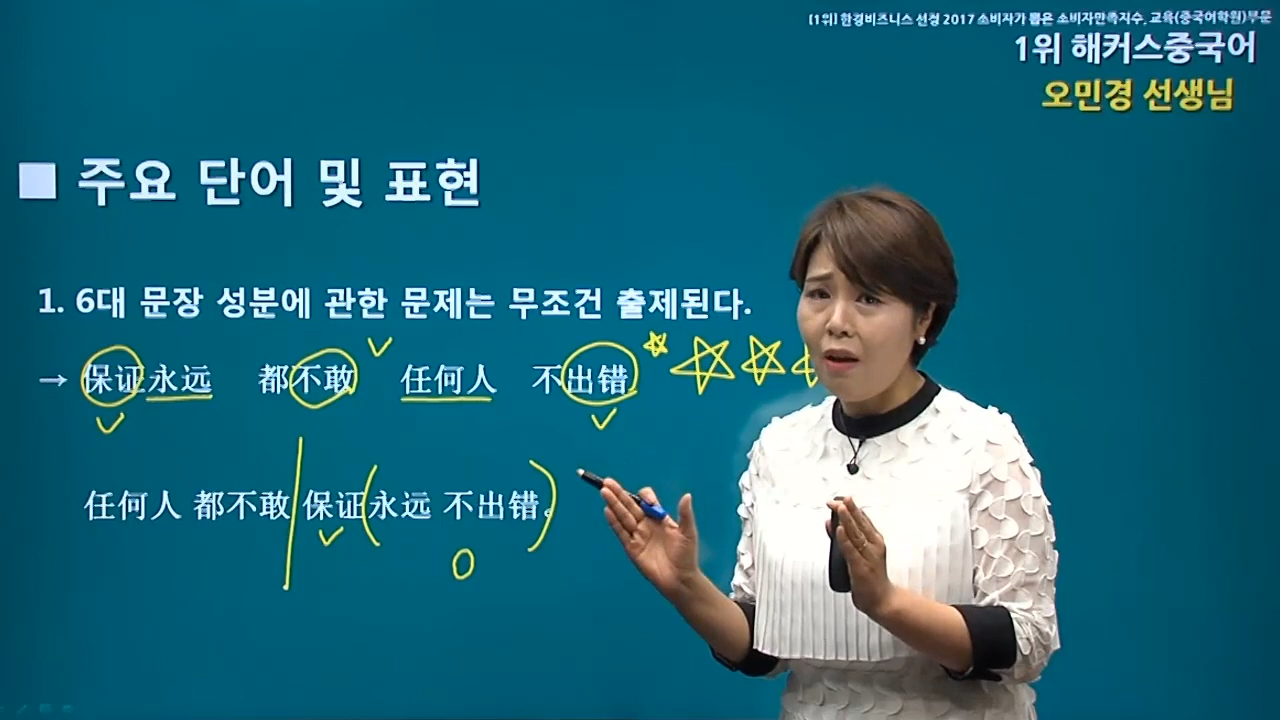 [1위] 한경비즈니스 선정 2017 소비자가 뽑은 소비자만족지수, 교육(중국어학원)부문
1위 해커스중국어
오민경 선생님
■ 주요 단어 및 표현
1. 6대 문장 성분에 관한 문제는 무조건 출제된다.
→ 保证永远 都不敢 任何人 不出错
任何人 都不敢 保证永远 不出错。